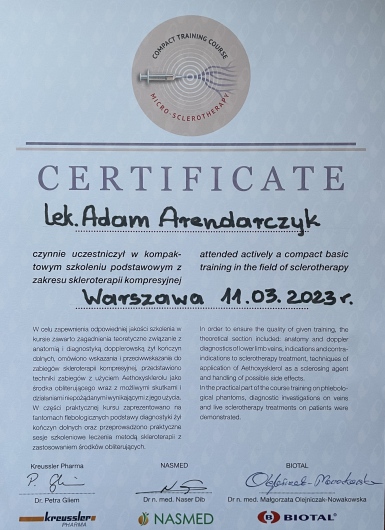 COMPACT TRAINING COURSE
MICRO-SCLEROTHERAPY
CERTIFICATE
lek. Adam Arendarczyk
czynnie uczestniczył w kompak-
towym szkoleniu podstawowym z
zakresu skleroterapii kompresyjnej
attended actively a compact basic
training in the field of sclerotherapy
Warszawa 11.03.2023 r.
W celu zapewnienia odpowiedniej jakości szkolenia w
kursie zawarto zagadnienia teoretyczne związane z
anatomią i diagnostyką dopplerowską żył kończyn
dolnych, omówiono wskazania i przeciwwskazania do
zabiegów skleroterapii kompresyjnej, przedstawiono
techniki zabiegów z użyciem Aethoxysklerolu jako
środka obliterującego wraz z możliwymi skutkami i
działaniami niepożądanymi wynikającymi z jego użycia.
W części praktycznej kursu zaprezentowano na
fantomach flebologicznych podstawy diagnostyki żył
kończyn dolnych oraz przeprowadzono praktyczne
sesje szkoleniowe leczenia metodą skleroterapii z
zastosowaniem środków obliterujących.
In order to ensure the quality of given training, the
theoretical section included: anatomy and doppler
diagnostics of lower limb veins, indications and contrain-
dications to sclerotherapy treatment, techniques of
application of Aethoxysklerol as a sclerosing agent
and handling of possible side effects.
In the practical part of the course training on phlebolo-
gical phantoms, diagnostic investigations on veins
and live sclerotherapy treatments on patients were
demonstrated.
Kreussler Pharma
Dr. Petra Gliem
kreussler
PHARMA
NASMED
Dr n. med. Naser Dib
NASMED
BIOTAL
Olejniczak-Nowakowska
Dr n. med. Małgorzata Olejniczak-Nowakowska
BIOTAL®